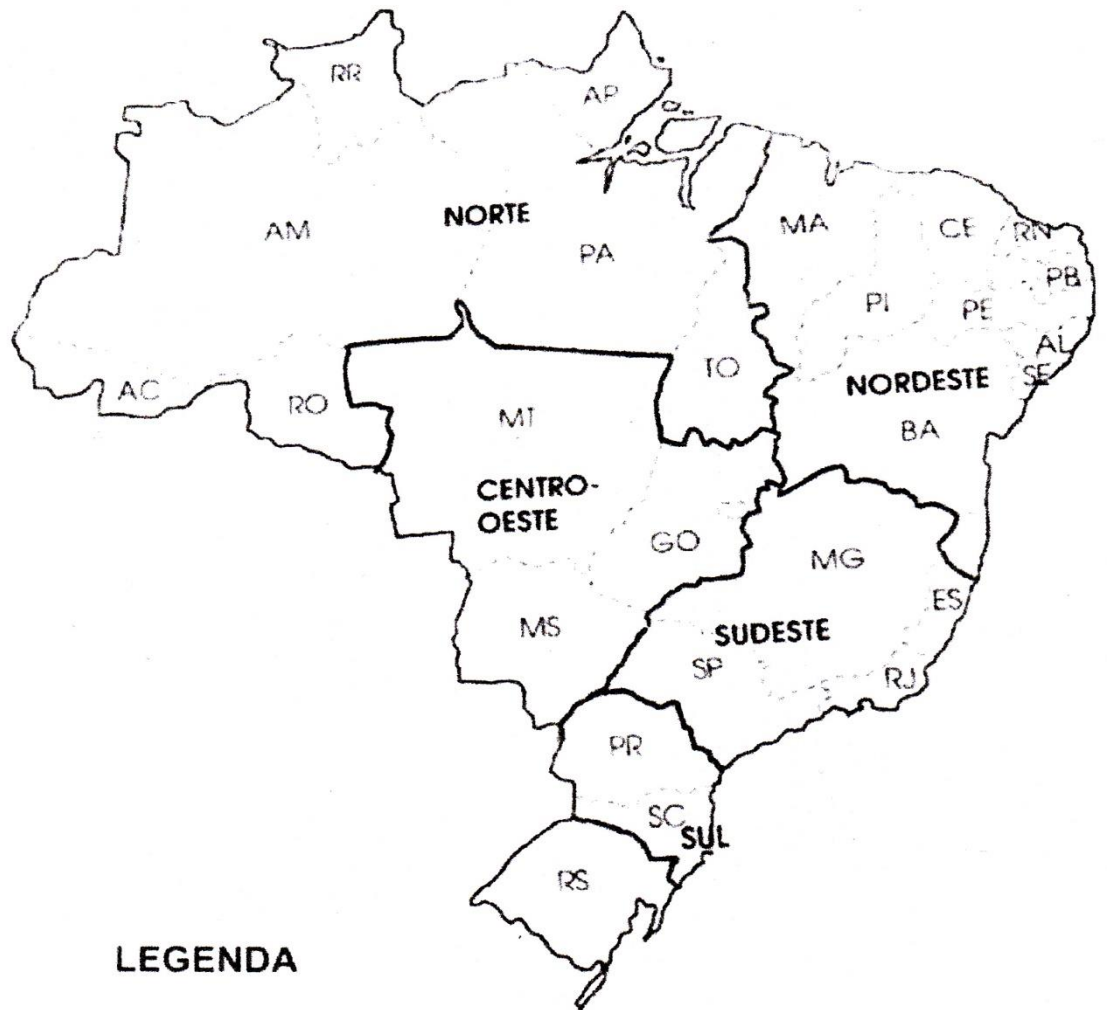 RR
AP
AM
NORTE
PA
MA
CE
RN
PB
PI
PE
AL
SE
AC
RO
TO
NORDESTE
MT
BA
CENTRO-
OESTE
GO
MG
ES
MS
SUDESTE
SP
RJ
PR
SC
SUL
RS
LEGENDA